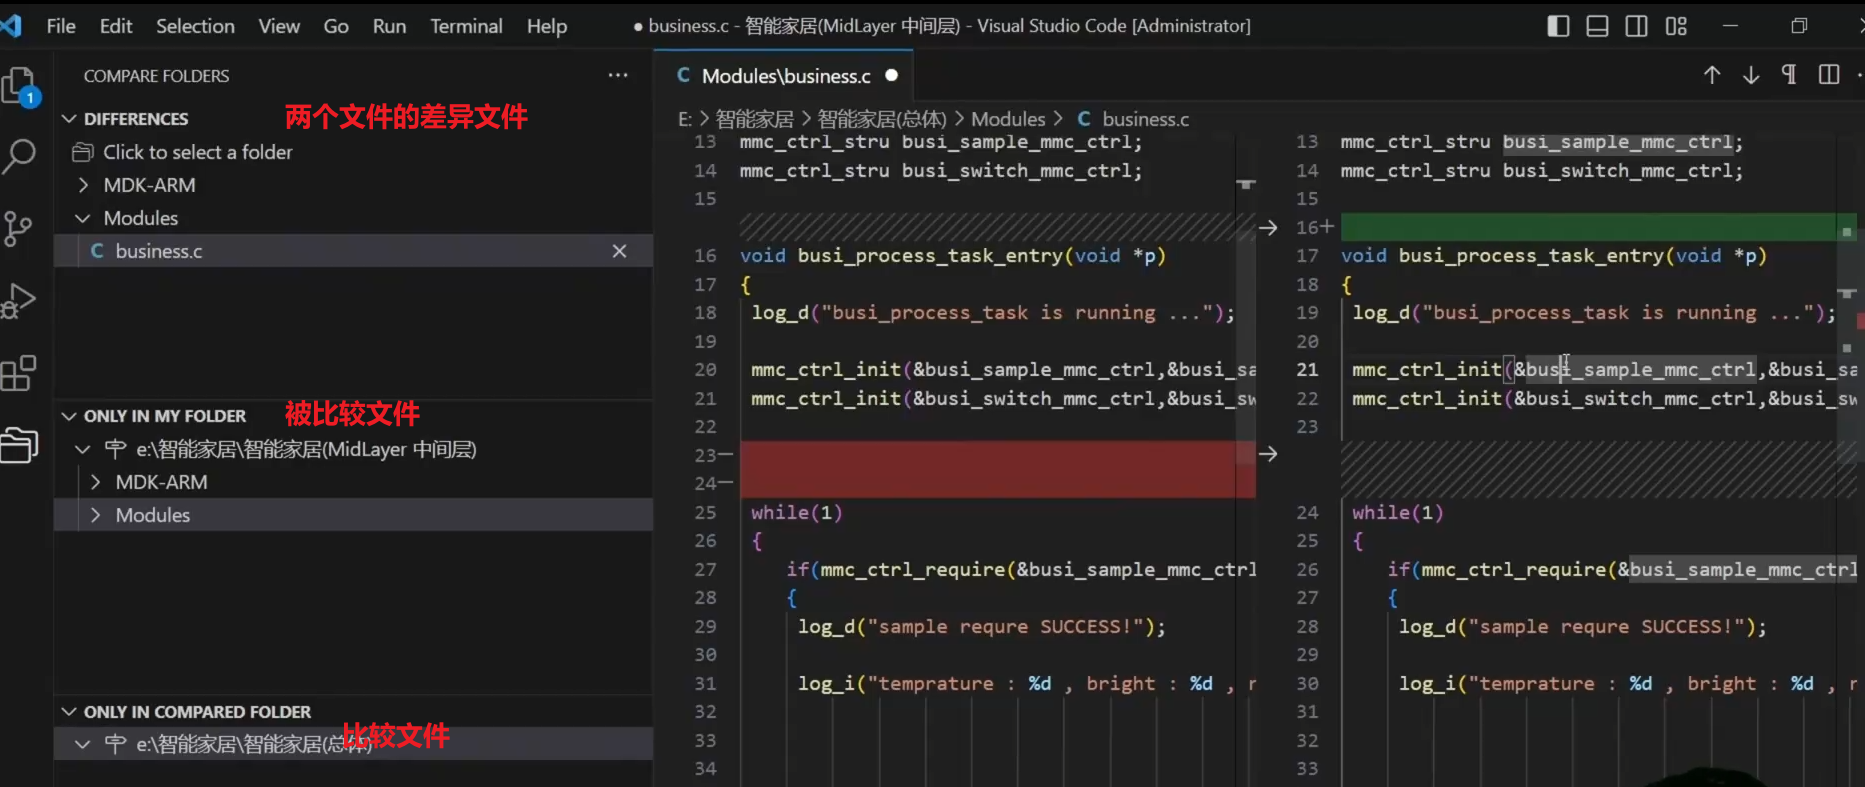 File Edit Selection View Go Run Terminal Help
● business.c - 智能家居(MidLayer 中间层) - Visual Studio Code [Administrator]
1
COMPARE FOLDERS
DIFFERENCES
两个文件的差异文件
Click to select a folder
MDK-ARM
Modules
C business.c
ONLY IN MY FOLDER
被比较文件
e:\智能家居\智能家居(MidLayer 中间层)
MDK-ARM
Modules
ONLY IN COMPARED FOLDER
比较文件
e:\智能家居\智能家居(总体)
C Modules\business.c ●
E: > 智能家居 > 智能家居(总体) > Modules > C business.c
13 mmc_ctrl_stru busi_sample_mmc_ctrl;
14 mmc_ctrl_stru busi_switch_mmc_ctrl;
15
16 void busi_process_task_entry(void *p)
17 {
18 log_d("busi_process_task is running ...");
19
20 mmc_ctrl_init(&busi_sample_mmc_ctrl,&busi_sa
21 mmc_ctrl_init(&busi_switch_mmc_ctrl,&busi_sw
22
23−
24−
25 while(1)
26 {
27 if(mmc_ctrl_require(&busi_sample_mmc_ctrl
28 {
29 log_d("sample requre SUCCESS!");
30
31 log_i("temprature : %d , bright : %d , r
32
33
34
13 mmc_ctrl_stru busi_sample_mmc_ctrl;
14 mmc_ctrl_stru busi_switch_mmc_ctrl;
15
16+
17 void busi_process_task_entry(void *p)
18 {
19 log_d("busi_process_task is running ...");
20
21 mmc_ctrl_init(&busi_sample_mmc_ctrl,&busi_sa
22 mmc_ctrl_init(&busi_switch_mmc_ctrl,&busi_sw
23
24 while(1)
25 {
26 if(mmc_ctrl_require(&busi_sample_mmc_ctrl
27 {
28 log_d("sample requre SUCCESS!");
29
30 log_i("temprature : %d , bright : %d , r
31
32
33